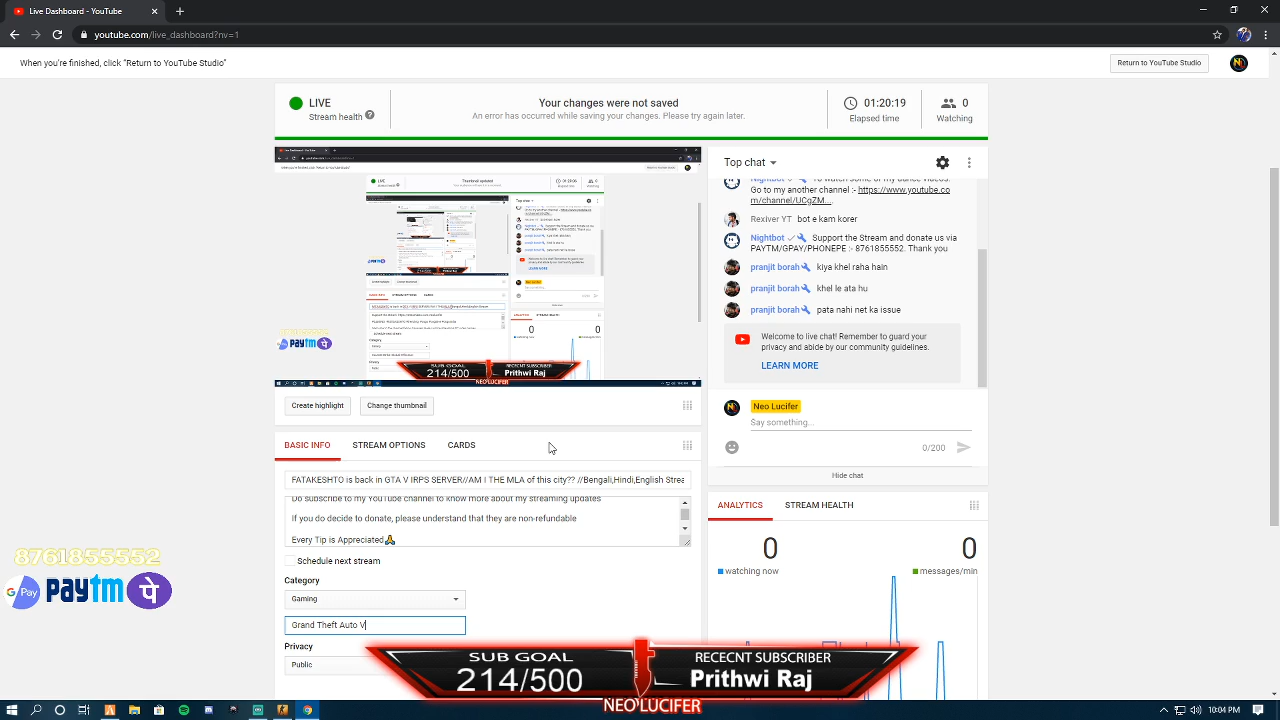 Live Dashboard - YouTube
youtube.com/live_dashboard?nv=1
When you're finished, click "Return to YouTube Studio"
Return to YouTube Studio
LIVE
Stream health
Your changes were not saved
An error has occurred while saving your changes. Please try again later.
01:20:19
Elapsed time
0
Watching
Top chat
Go to my another channel :- https://www.youtube.co
m/channel/UCgZM...
Rexiver YT bot e kam korer
Nightbot Support the stream and donate us via
PAYTM/GPAY/PHONEPE@8761855552. Thank you
pranjit borah
pranjit borah khel le ata hu
pranjit borah
Welcome to live chat! Remember to guard your
privacy and abide by our community guidelines.
LEARN MORE
Neo Lucifer
Say something...
0/200
Hide chat
Create highlight
Change thumbnail
BASIC INFO
STREAM OPTIONS
CARDS
FATAKESHTO is back in GTA V IRPS SERVER//AM I THE MLA of this city?? //Bengali,Hindi,English Strea
Do subscribe to my YouTube channel to know more about my streaming updates
If you do decide to donate, please understand that they are non-refundable
Every Tip is Appreciated🙏
Schedule next stream
Category
Gaming
Grand Theft Auto V
Privacy
Public
ANALYTICS
STREAM HEALTH
0
0
watching now
messages/min
8761855552
G Pay
Paytm
SUB GOAL
214/500
RECECNT SUBSCRIBER
Prithwi Raj
NEO LUCIFER
10:04 PM